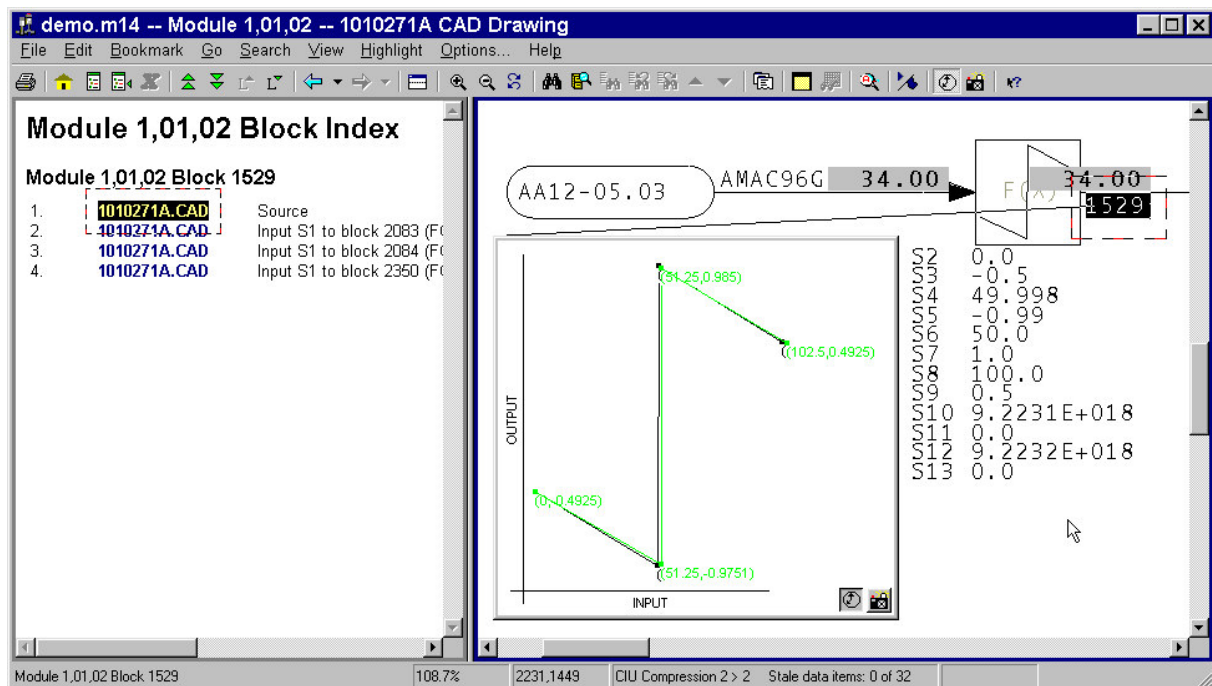 demo.m14 -- Module 1,01,02 -- 1010271A CAD Drawing
File Edit Bookmark Go Search View Highlight Options... Help
Module 1,01,02 Block Index
Module 1,01,02 Block 1529
1. 1010271A.CAD Source
2. 1010271A.CAD Input S1 to block 2083 (F
3. 1010271A.CAD Input S1 to block 2084 (F
4. 1010271A.CAD Input S1 to block 2350 (F
AA12-05.03 AMAC96G 34.00 F(X) 34.00
1529
(51.25,0.985)
(102.5,0.4925)
OUTPUT
(0,-0.4925)
(51.25,-0.9751)
INPUT
S2 0.0
S3 -0.5
S4 49.998
S5 -0.99
S6 50.0
S7 1.0
S8 100.0
S9 0.5
S10 9.2231E+018
S11 0.0
S12 9.2232E+018
S13 0.0
Module 1,01,02 Block 1529 108.7% 2231,1449 CIU Compression 2 > 2 Stale data items: 0 of 32